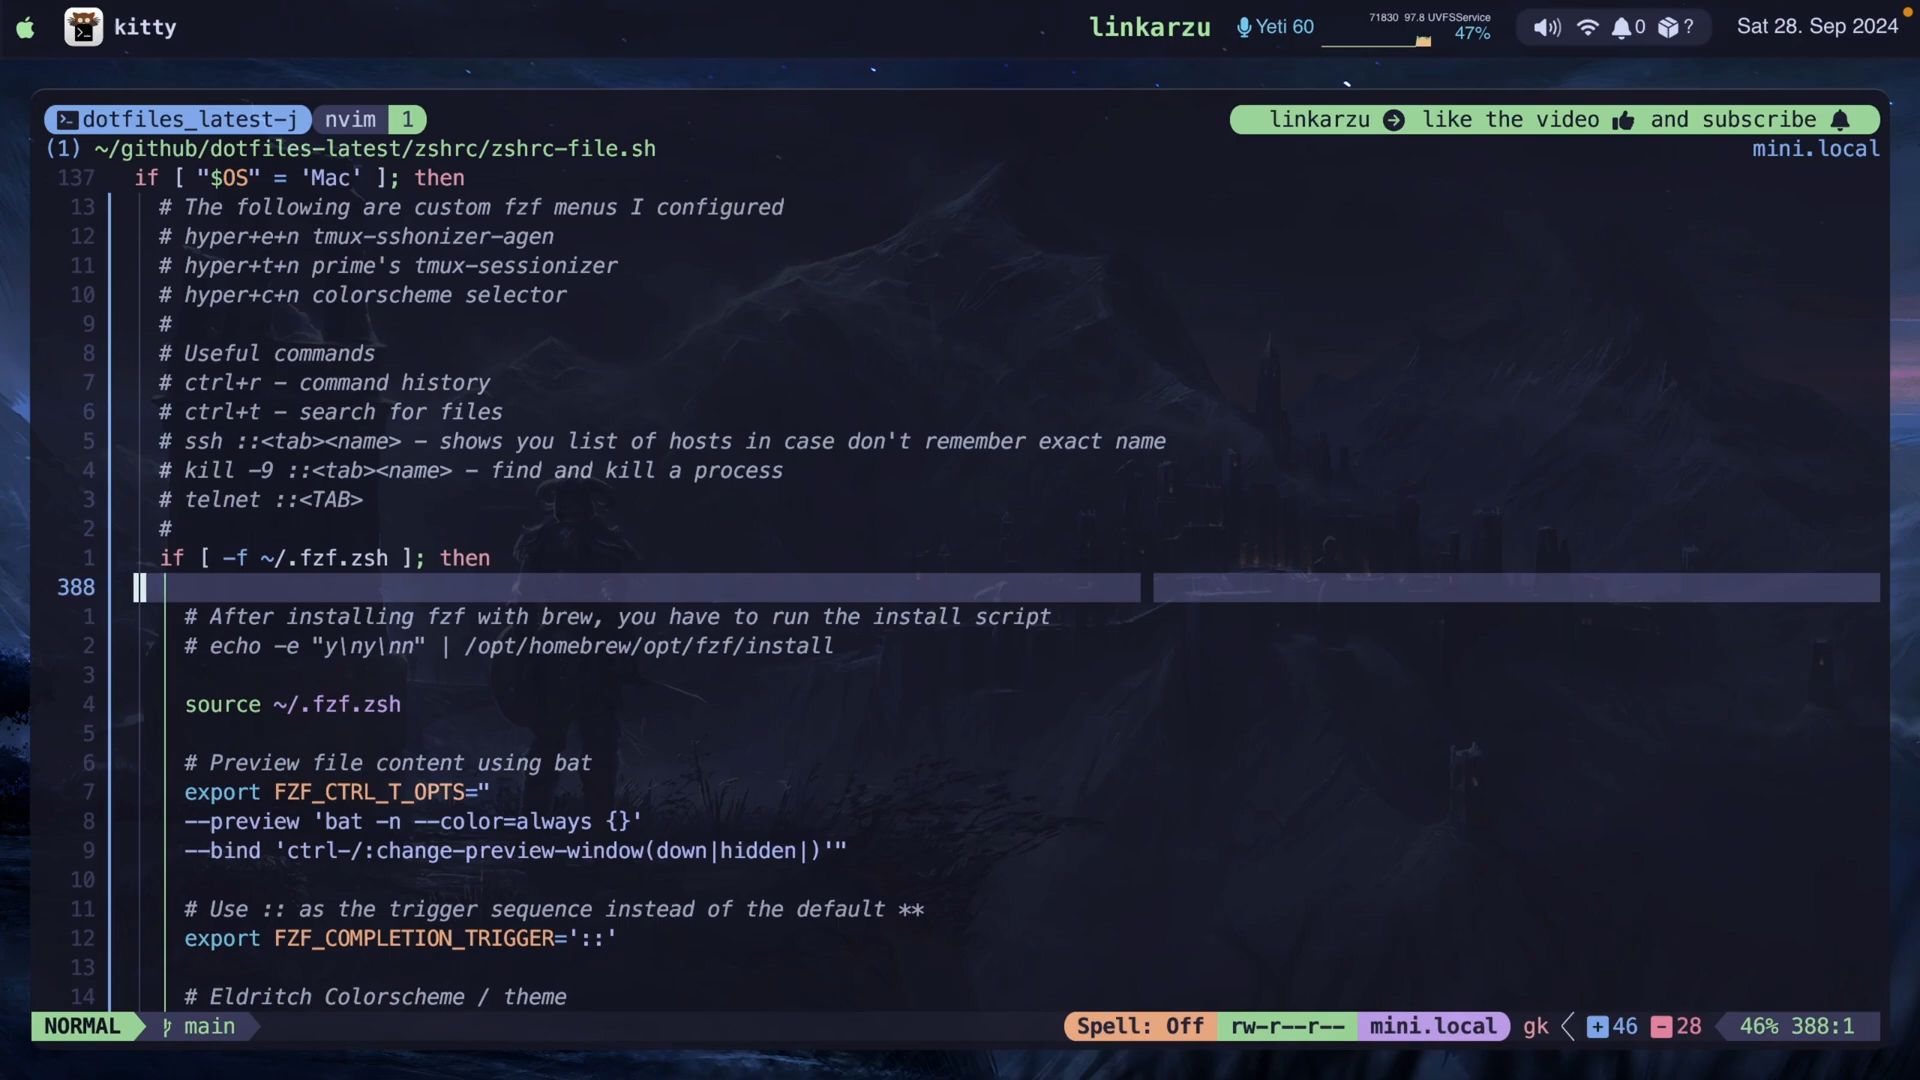 kitty
linkarzu
Yeti 60
71830 97.8 UVFSService
47%
0
?
Sat 28. Sep 2024
dotfiles_latest-j nvim 1
linkarzu like the video and subscribe
(1) ~/github/dotfiles-latest/zshrc/zshrc-file.sh
mini.local
137 if [ "$OS" = 'Mac' ]; then
13 # The following are custom fzf menus I configured
12 # hyper+e+n tmux-sshonizer-agen
11 # hyper+t+n prime's tmux-sessionizer
10 # hyper+c+n colorscheme selector
9 #
8 # Useful commands
7 # ctrl+r - command history
6 # ctrl+t - search for files
5 # ssh ::<tab><name> - shows you list of hosts in case don't remember exact name
4 # kill -9 ::<tab><name> - find and kill a process
3 # telnet ::<TAB>
2 #
1 if [ -f ~/.fzf.zsh ]; then
388
1 # After installing fzf with brew, you have to run the install script
2 # echo -e "y\ny\nn" | /opt/homebrew/opt/fzf/install
3
4 source ~/.fzf.zsh
5
6 # Preview file content using bat
7 export FZF_CTRL_T_OPTS="
8 --preview 'bat -n --color=always {}'
9 --bind 'ctrl-/:change-preview-window(down|hidden|)'"
10
11 # Use :: as the trigger sequence instead of the default **
12 export FZF_COMPLETION_TRIGGER='::'
13
14 # Eldritch Colorscheme / theme
NORMAL main
Spell: Off rw-r--r-- mini.local gk + 46 - 28 46% 388:1